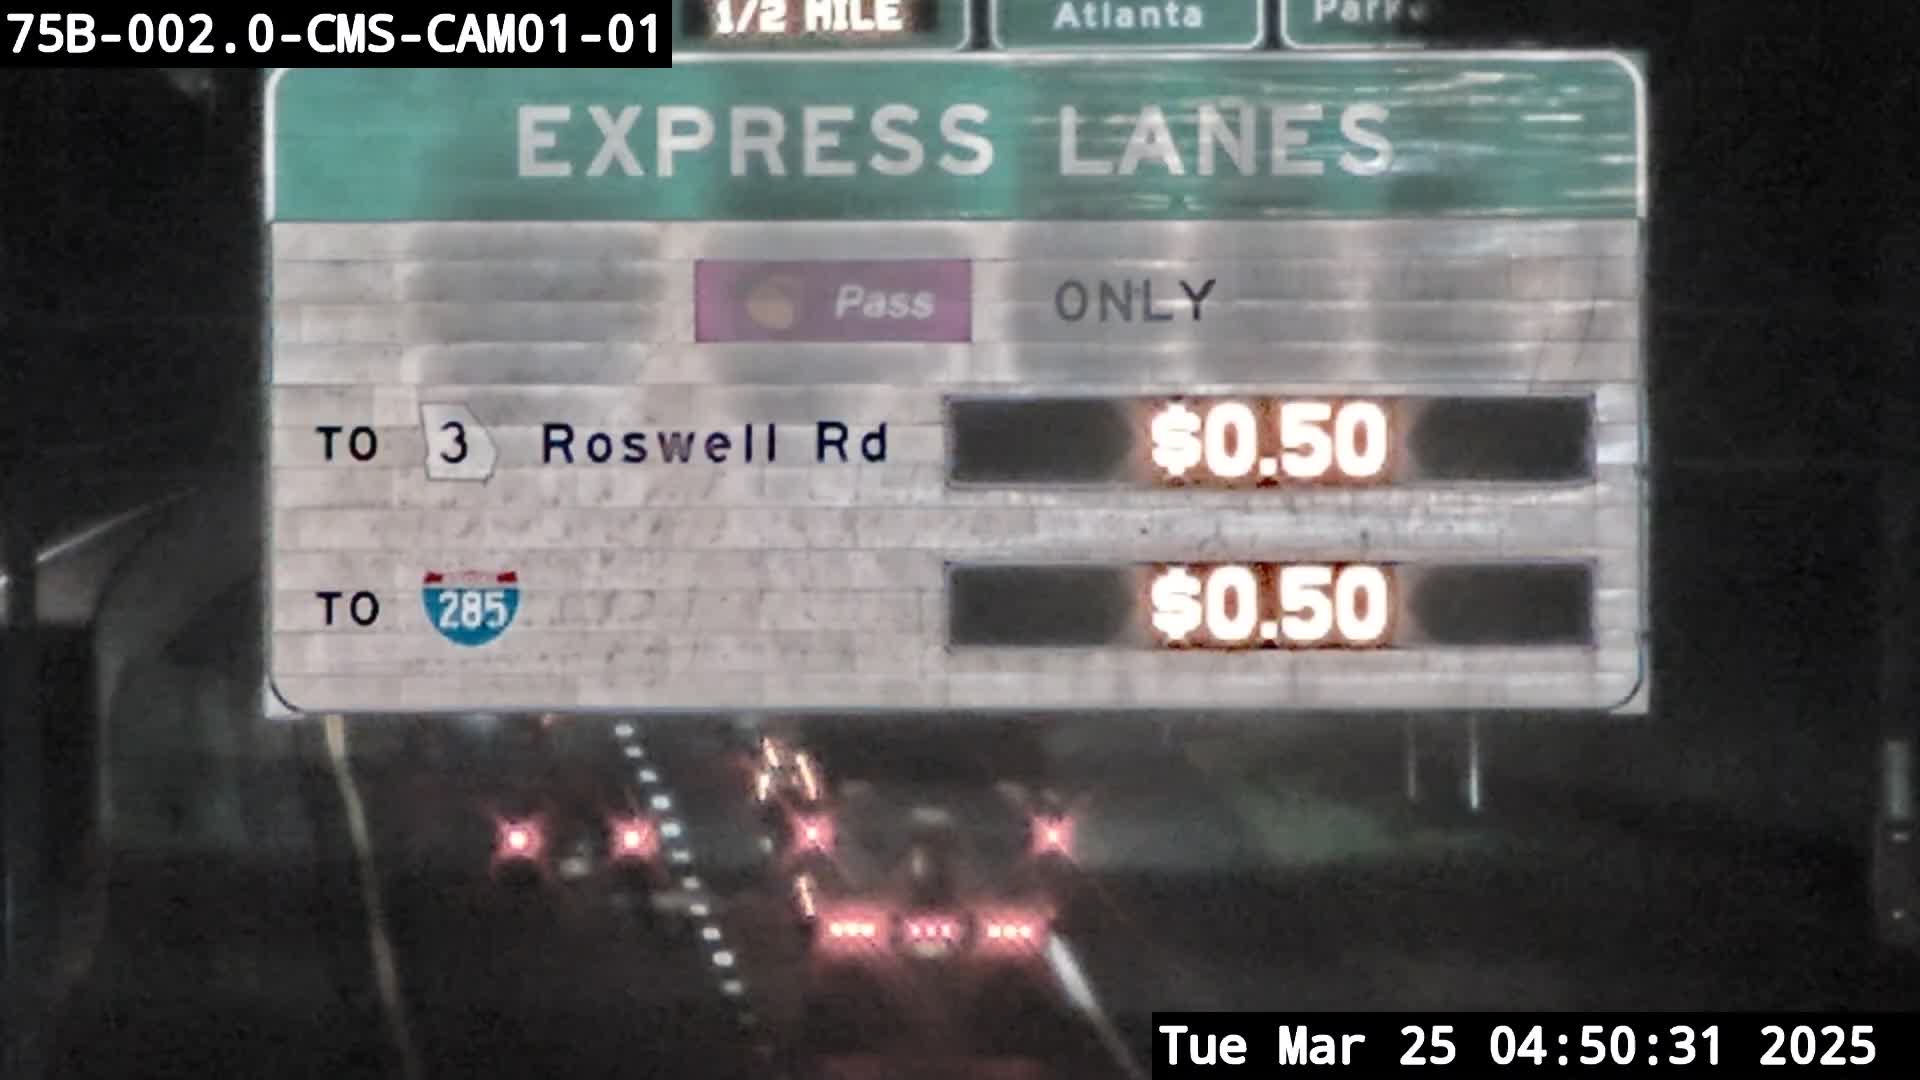 75B-002.0-CMS-CAM01-01
1/2 MILE
Atlanta
EXPRESS LANES
Pass ONLY
TO 3 Roswell Rd $0.50
TO 285 $0.50
Tue Mar 25 04:50:31 2025